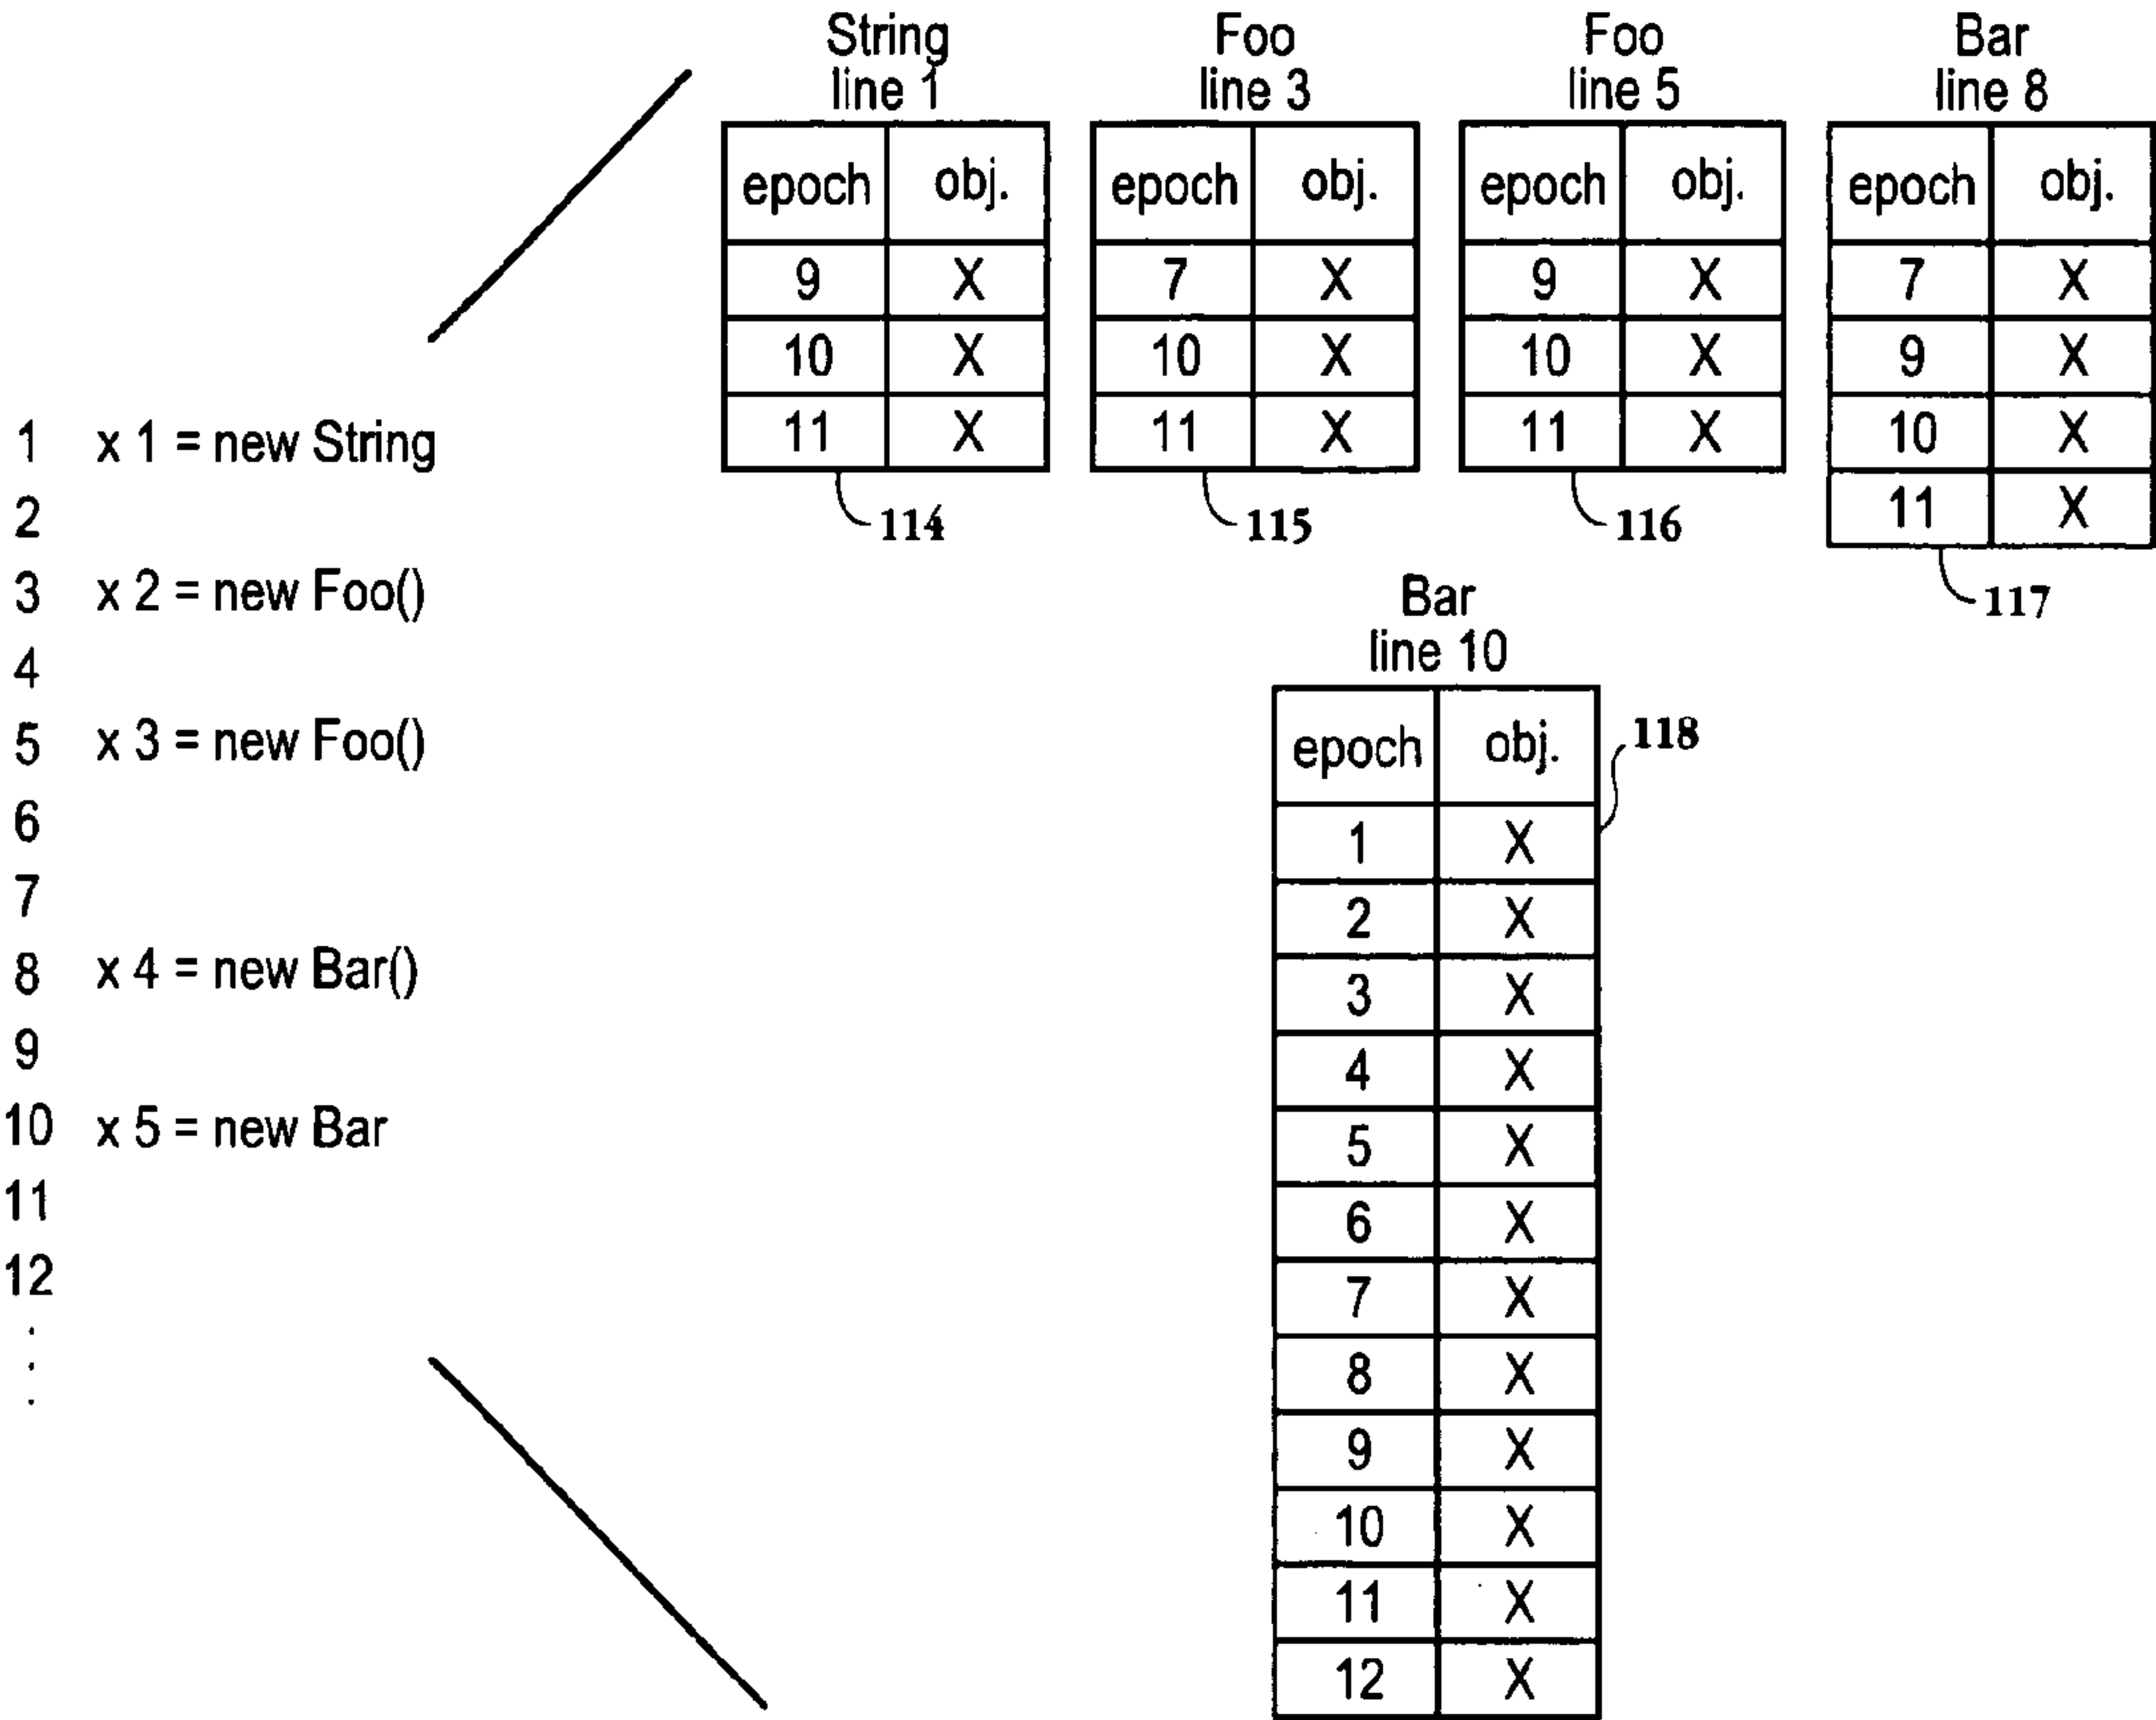 String
line 1
epoch obj.
9 X
10 X
11 X
114
Foo
line 3
epoch obj.
7 X
10 X
11 X
115
Foo
line 5
epoch obj.
9 X
10 X
11 X
116
Bar
line 8
epoch obj.
7 X
9 X
10 X
11 X
117
1 x 1 = new String
2
3 x 2 = new Foo()
4
5 x 3 = new Foo()
6
7
8 x 4 = new Bar()
9
10 x 5 = new Bar
11
12
Bar
line 10
epoch obj.
118
1 X
2 X
3 X
4 X
5 X
6 X
7 X
8 X
9 X
10 X
11 X
12 X